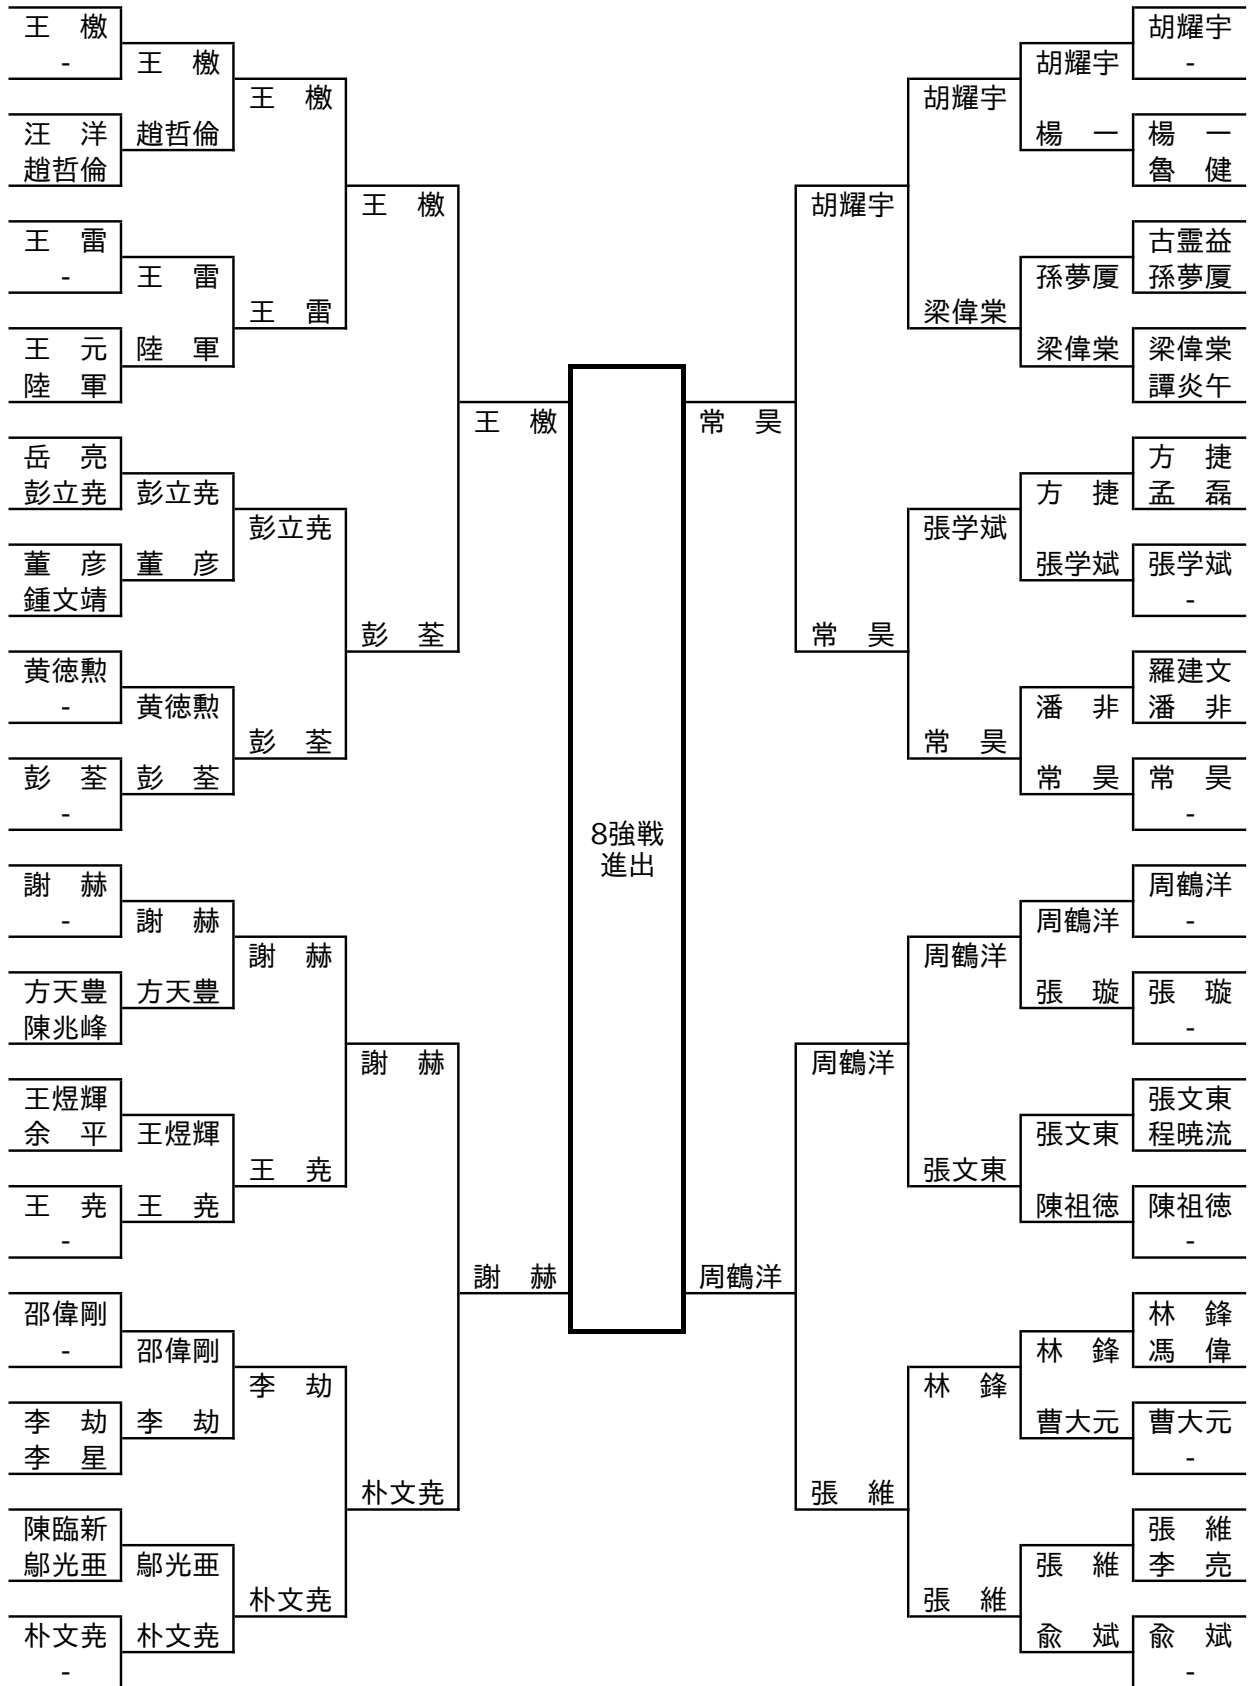 王　檄
-
王　檄
王　檄
汪　洋
趙哲倫
趙哲倫
王　檄
王　雷
-
王　雷
王　雷
王　元
陸　軍
陸　軍
王　檄
岳　亮
彭立尭
彭立尭
彭立尭
董　彦
鍾文靖
董　彦
彭　荃
黄徳勲
-
黄徳勲
彭　荃
彭　荃
-
彭　荃
8強戦
進出
謝　赫
-
謝　赫
謝　赫
方天豊
陳兆峰
方天豊
謝　赫
王煜輝
余　平
王煜輝
王　尭
王　尭
-
王　尭
謝　赫
邵偉剛
-
邵偉剛
李　劫
李　劫
李　星
李　劫
朴文尭
陳臨新
鄔光亜
鄔光亜
朴文尭
朴文尭
-
朴文尭
胡耀宇
-
胡耀宇
胡耀宇
楊　一
魯　健
楊　一
胡耀宇
古霊益
孫夢厦
孫夢厦
梁偉棠
梁偉棠
譚炎午
梁偉棠
常　昊
方　捷
孟　磊
方　捷
張学斌
張学斌
-
張学斌
常　昊
羅建文
潘　非
潘　非
常　昊
常　昊
-
常　昊
周鶴洋
-
周鶴洋
周鶴洋
張　璇
-
張　璇
周鶴洋
張文東
程暁流
張文東
張文東
陳祖徳
-
陳祖徳
周鶴洋
林　鋒
馮　偉
林　鋒
林　鋒
曹大元
-
曹大元
張　維
張　維
李　亮
張　維
張　維
兪　斌
-
兪　斌